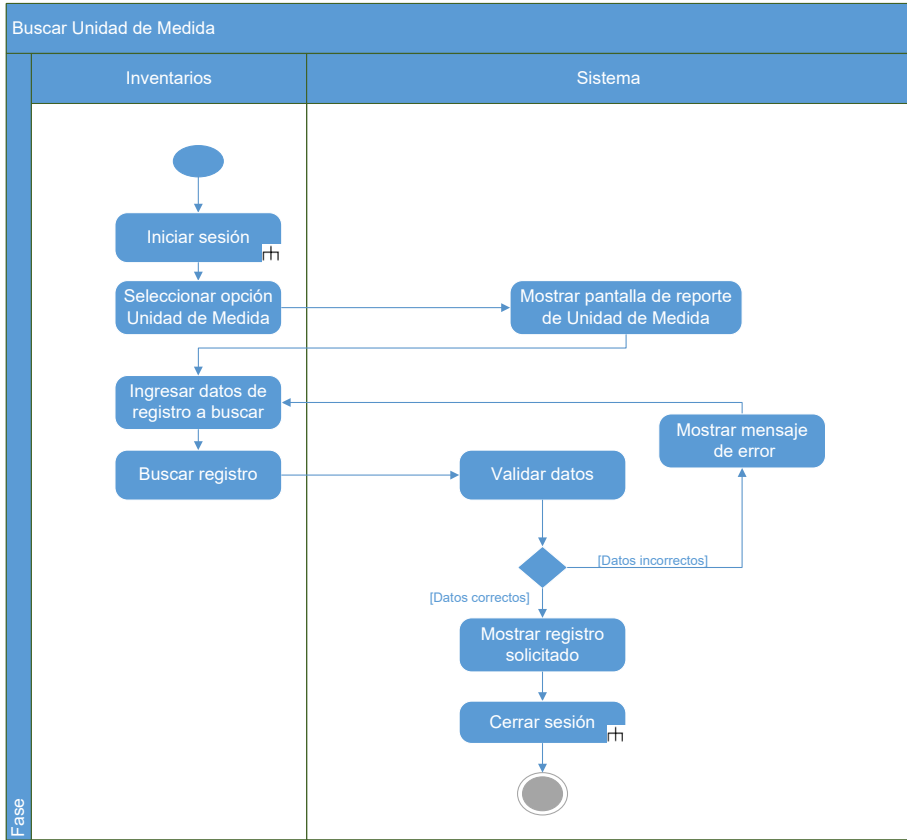 Buscar Unidad de Medida
Inventarios
Sistema
Iniciar sesión
Seleccionar opción
Unidad de Medida
Mostrar pantalla de reporte
de Unidad de Medida
Ingresar datos de
registro a buscar
Mostrar mensaje
de error
Buscar registro
Validar datos
[Datos incorrectos]
[Datos correctos]
Mostrar registro
solicitado
Cerrar sesión
Fase